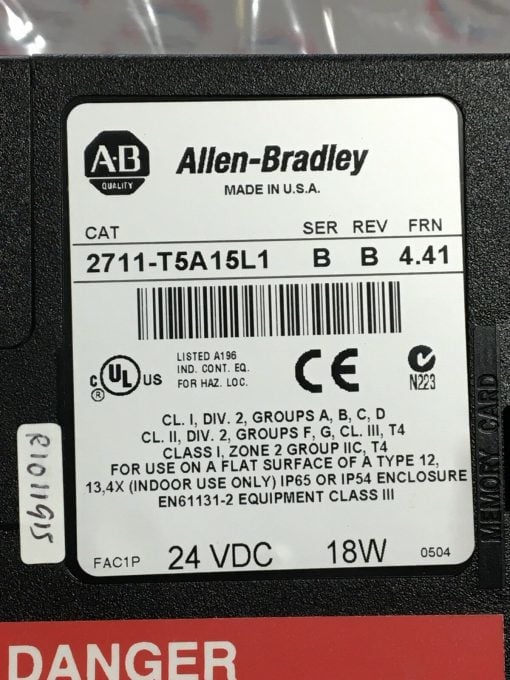 A·B
QUALITY
Allen-Bradley
MADE IN U.S.A.
CAT SER REV FRN
2711-T5A15L1 B B 4.41
C UL US
®
LISTED A196
IND. CONT. EQ.
FOR HAZ. LOC.
CE
N223
CL. I, DIV. 2, GROUPS A, B, C, D
CL. II, DIV. 2, GROUPS F, G, CL. III, T4
CLASS I, ZONE 2 GROUP IIC, T4
FOR USE ON A FLAT SURFACE OF A TYPE 12,
13,4X (INDOOR USE ONLY) IP65 OR IP54 ENCLOSURE
EN61131-2 EQUIPMENT CLASS III
FAC1P 24 VDC 18W 0504
R1011915
MEMORY CARD
DANGER